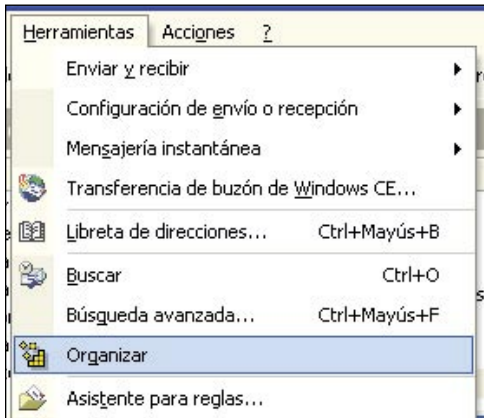 Herramientas Acciones ?
Enviar y recibir
Configuración de envío o recepción
Mensajería instantánea
Transferencia de buzón de Windows CE...
Libreta de direcciones... Ctrl+Mayús+B
Buscar Ctrl+O
Búsqueda avanzada... Ctrl+Mayús+F
Organizar
Asistente para reglas...